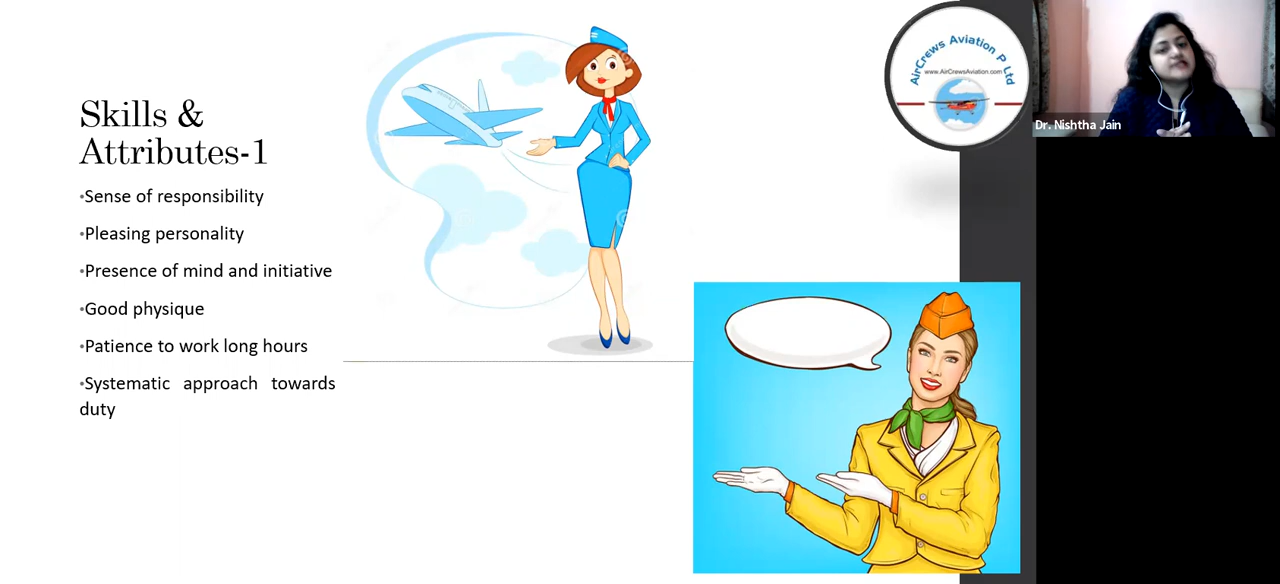 Skills &
Attributes-1
•Sense of responsibility
•Pleasing personality
•Presence of mind and initiative
•Good physique
•Patience to work long hours
•Systematic approach towards
duty
AirCrews Aviation P Ltd
www.AirCrewsAviation.com
Dr. Nishtha Jain